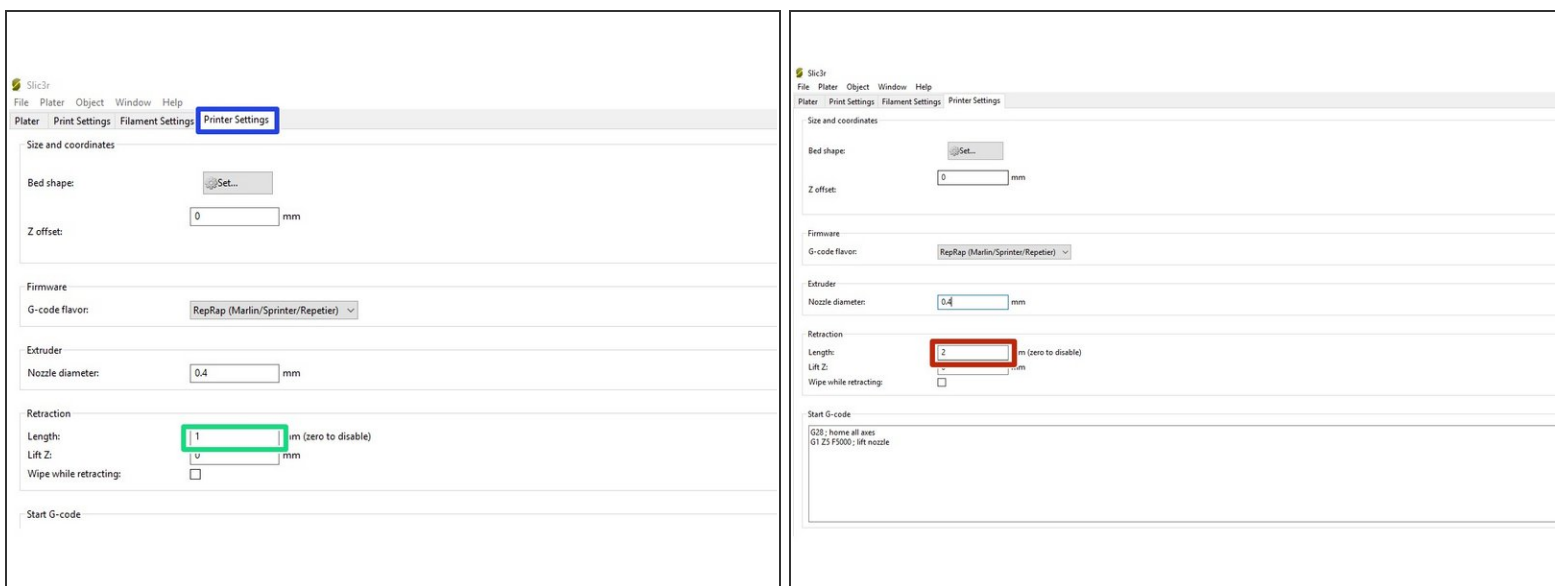 Slic3r
File Plater Object Window Help
Plater Print Settings Filament Settings Printer Settings
Size and coordinates
Bed shape: Set...
0 mm
Z offset:
Firmware
G-code flavor: RepRap (Marlin/Sprinter/Repetier)
Extruder
Nozzle diameter: 0.4 mm
Retraction
Length: 1 mm (zero to disable)
Lift Z: 0 mm
Wipe while retracting:
Start G-code
Slic3r
File Plater Object Window Help
Plater Print Settings Filament Settings Printer Settings
Size and coordinates
Bed shape: Set...
0 mm
Z offset:
Firmware
G-code flavor: RepRap (Marlin/Sprinter/Repetier)
Extruder
Nozzle diameter: 0.4 mm
Retraction
Length: 2 m (zero to disable)
Lift Z: mm
Wipe while retracting:
Start G-code
G28 ; home all axes
G1 Z5 F5000 ; lift nozzle